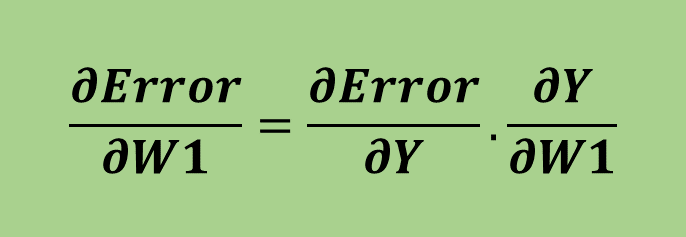 ∂Error/∂W1 = ∂Error/∂Y . ∂Y/∂W1